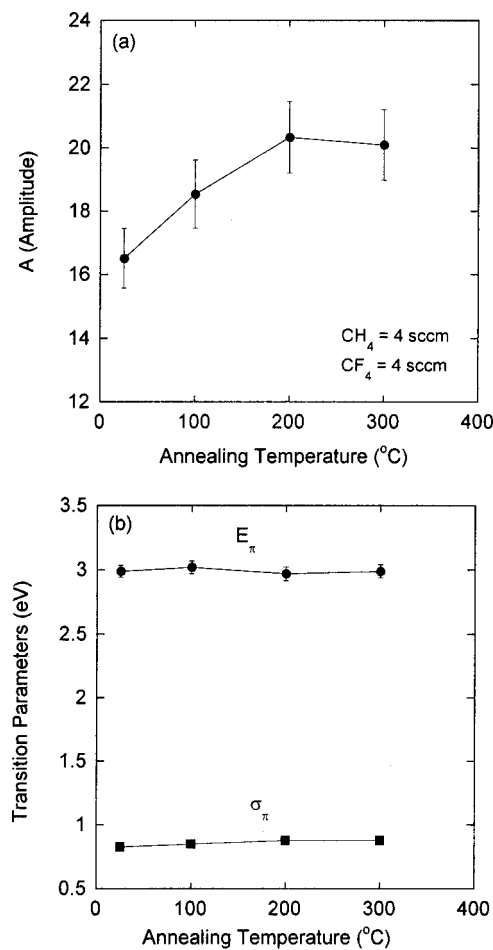 (a)
24
22
20
18
16
14
12
A (Amplitude)
CH4 = 4 sccm
CF4 = 4 sccm
0 100 200 300 400
Annealing Temperature (°C)
(b)
3.5
3
2.5
2
1.5
1
0.5
Transition Parameters (eV)
Eπ
σπ
0 100 200 300 400
Annealing Temperature (°C)